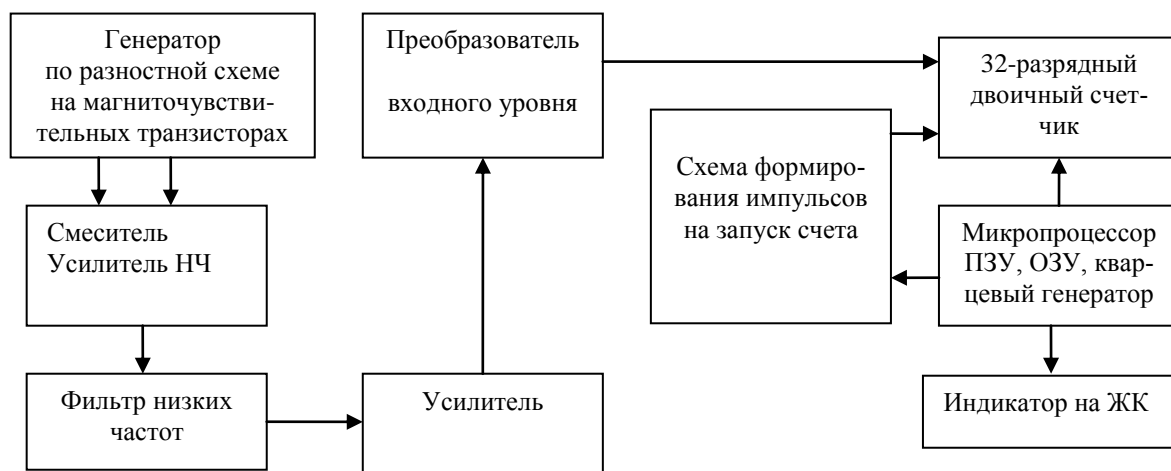 Генератор
по разностной схеме
на магниточувстви-
тельных транзисторах
Смеситель
Усилитель НЧ
Фильтр низких
частот
Усилитель
Преобразователь
входного уровня
Схема формиро-
вания импульсов
на запуск счета
32-разрядный
двоичный счет-
чик
Микропроцессор
ПЗУ, ОЗУ, квар-
цевый генератор
Индикатор на ЖК